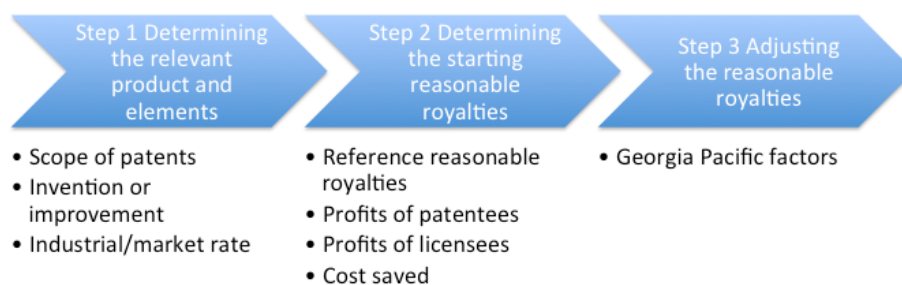 Step 1 Determining
the relevant
product and
elements
• Scope of patents
• Invention or
improvement
• Industrial/market rate
Step 2 Determining
the starting
reasonable
royalties
• Reference reasonable
royalties
• Profits of patentees
• Profits of licensees
• Cost saved
Step 3 Adjusting
the reasonable
royalties
• Georgia Pacific factors